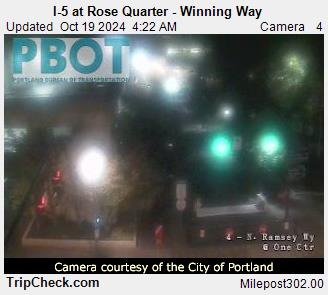 I-5 at Rose Quarter - Winning Way
Updated Oct 19 2024 4:22 AM Camera 4
PBOT
PORTLAND BUREAU OF TRANSPORTATION
4 - N. Ramsey Wy
@ One Ctr
Camera courtesy of the City of Portland
TripCheck.com Milepost302.00